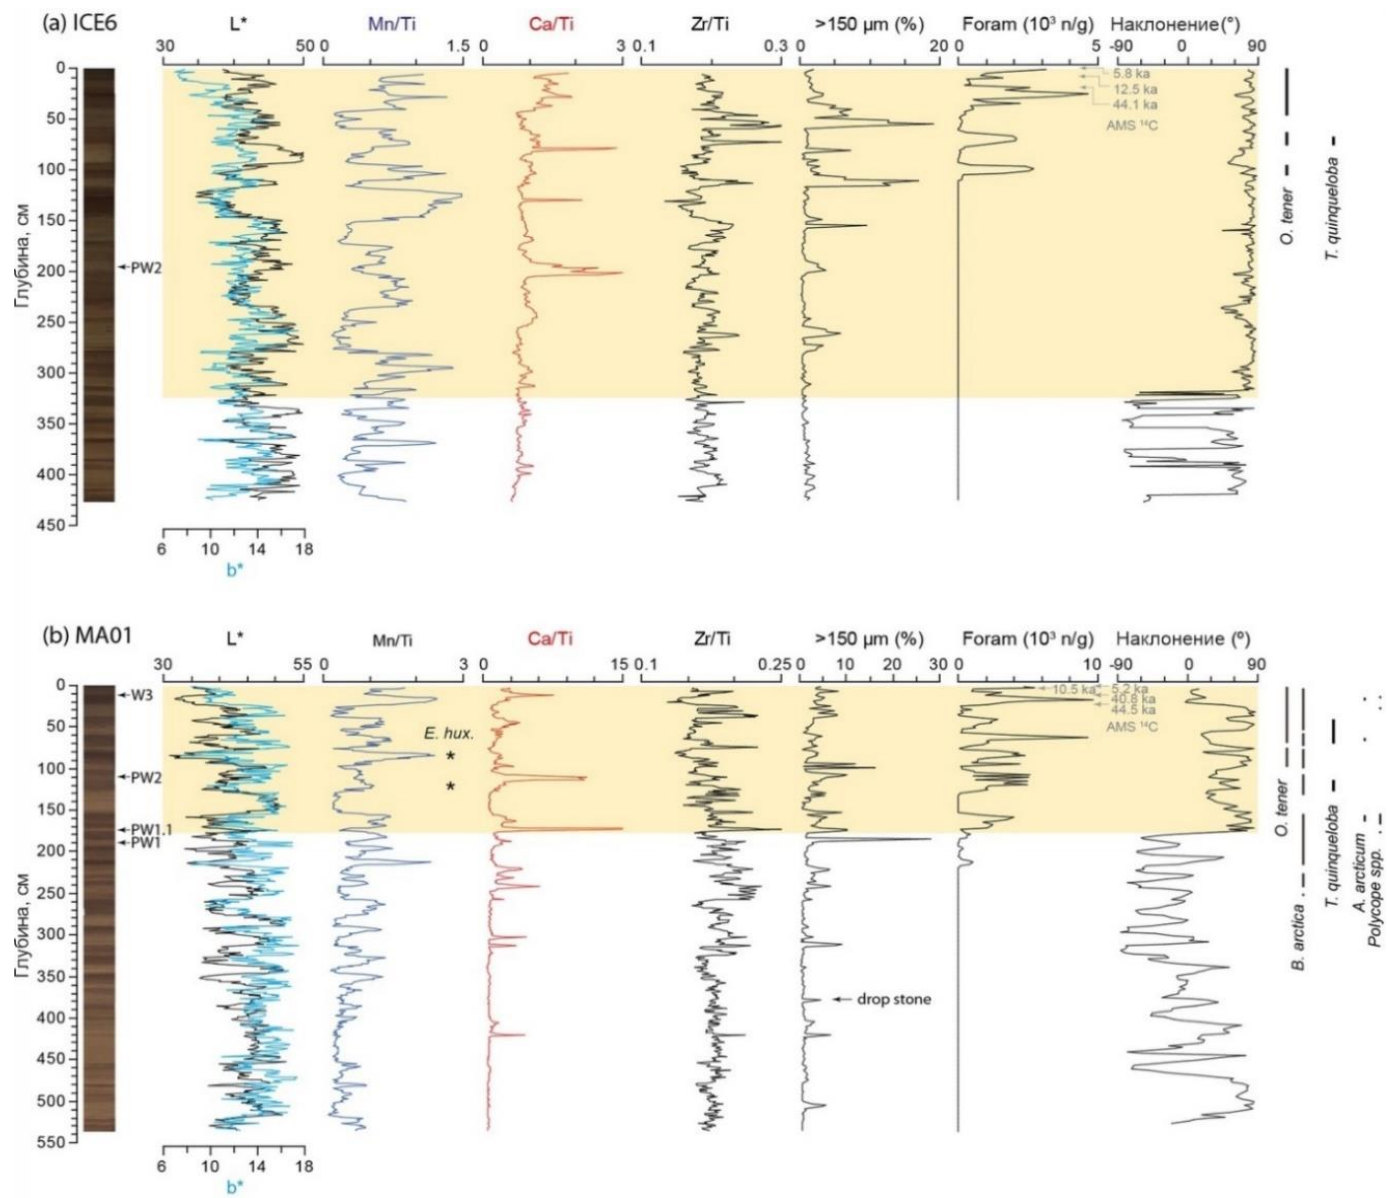 (a) ICE6
L* Mn/Ti Ca/Ti Zr/Ti >150 µm (%) Foram (10³ n/g) Наклонение(°)
30 50 0 1.5 0 3 0.1 0.3 0 20 0 5 -90 0 90
0
50
100
150
200
250
300
350
400
450
Глубина, см
PW2
5.8 ka
12.5 ka
44.1 ka
AMS ¹⁴C
O. tener
T. quinqueloba
6 10 14 18
b*
(b) MA01
L* Mn/Ti Ca/Ti Zr/Ti >150 µm (%) Foram (10³ n/g) Наклонение (º)
30 55 0 3 0 15 0.1 0.25 0 10 20 30 0 10 -90 0 90
0
50
100
150
200
250
300
350
400
450
500
550
Глубина, см
W3
PW2
PW1.1
PW1
E. hux.
*
*
10.5 ka 5.2 ka
40.8 ka
44.5 ka
AMS ¹⁴C
drop stone
O. tener
B. arctica
T. quinqueloba
A. arcticum
Polycope spp.
6 10 14 18
b*